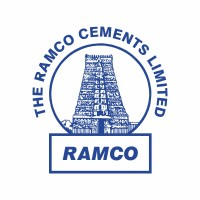 THE RAMCO CEMENTS LIMITED
RAMCO